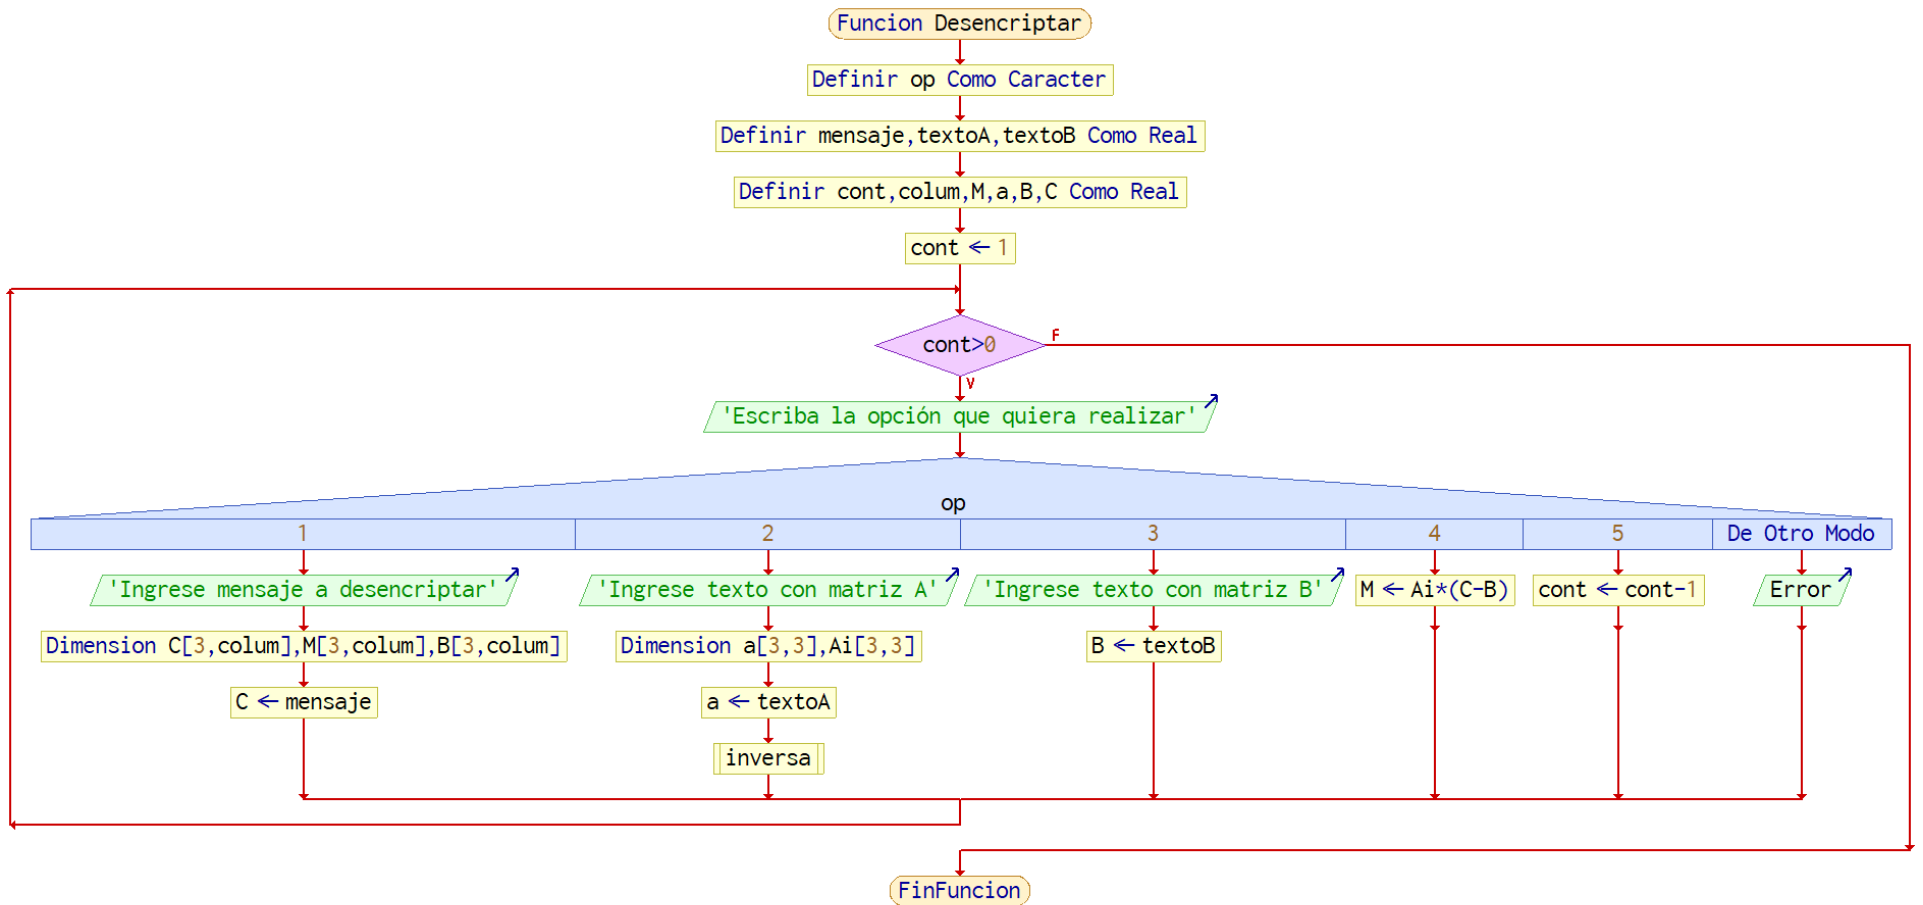 Funcion Desencriptar
Definir op Como Caracter
Definir mensaje,textoA,textoB Como Real
Definir cont,colum,M,a,B,C Como Real
cont ← 1
cont>0
F
V
'Escriba la opción que quiera realizar'
op
1 2 3 4 5 De Otro Modo
'Ingrese mensaje a desencriptar' 'Ingrese texto con matriz A' 'Ingrese texto con matriz B' M ← Ai*(C-B) cont ← cont-1 Error
Dimension C[3,colum],M[3,colum],B[3,colum] Dimension a[3,3],Ai[3,3] B ← textoB
C ← mensaje a ← textoA
inversa
FinFuncion